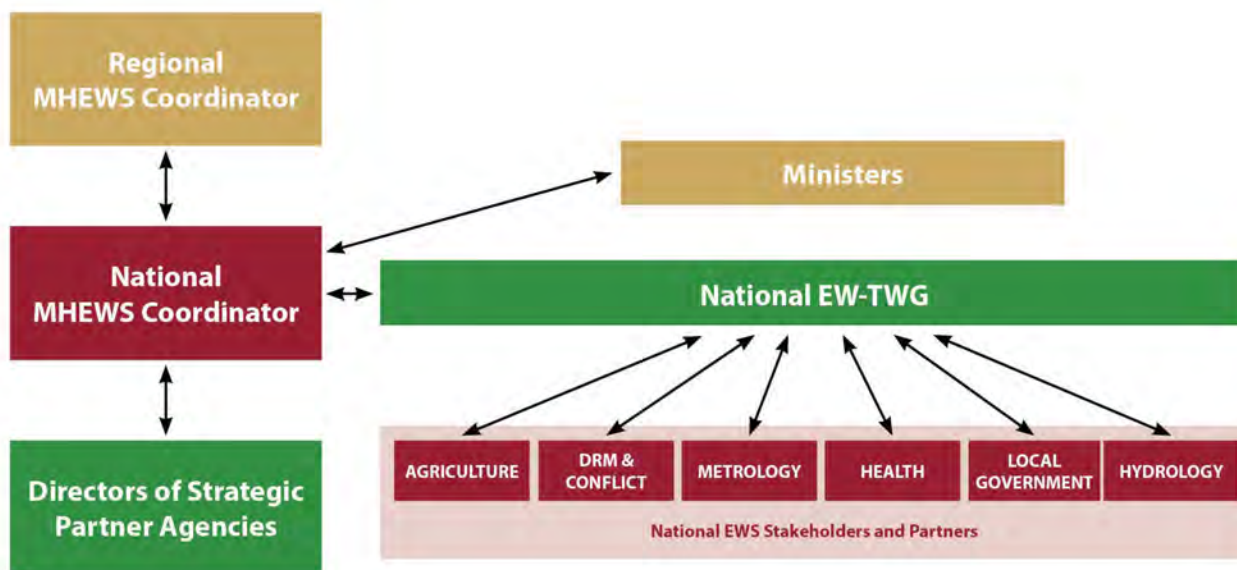 Regional
MHEWS Coordinator
Ministers
National
MHEWS Coordinator
National EW-TWG
Directors of Strategic
Partner Agencies
AGRICULTURE
DRM &
CONFLICT
METROLOGY
HEALTH
LOCAL
GOVERNMENT
HYDROLOGY
National EWS Stakeholders and Partners